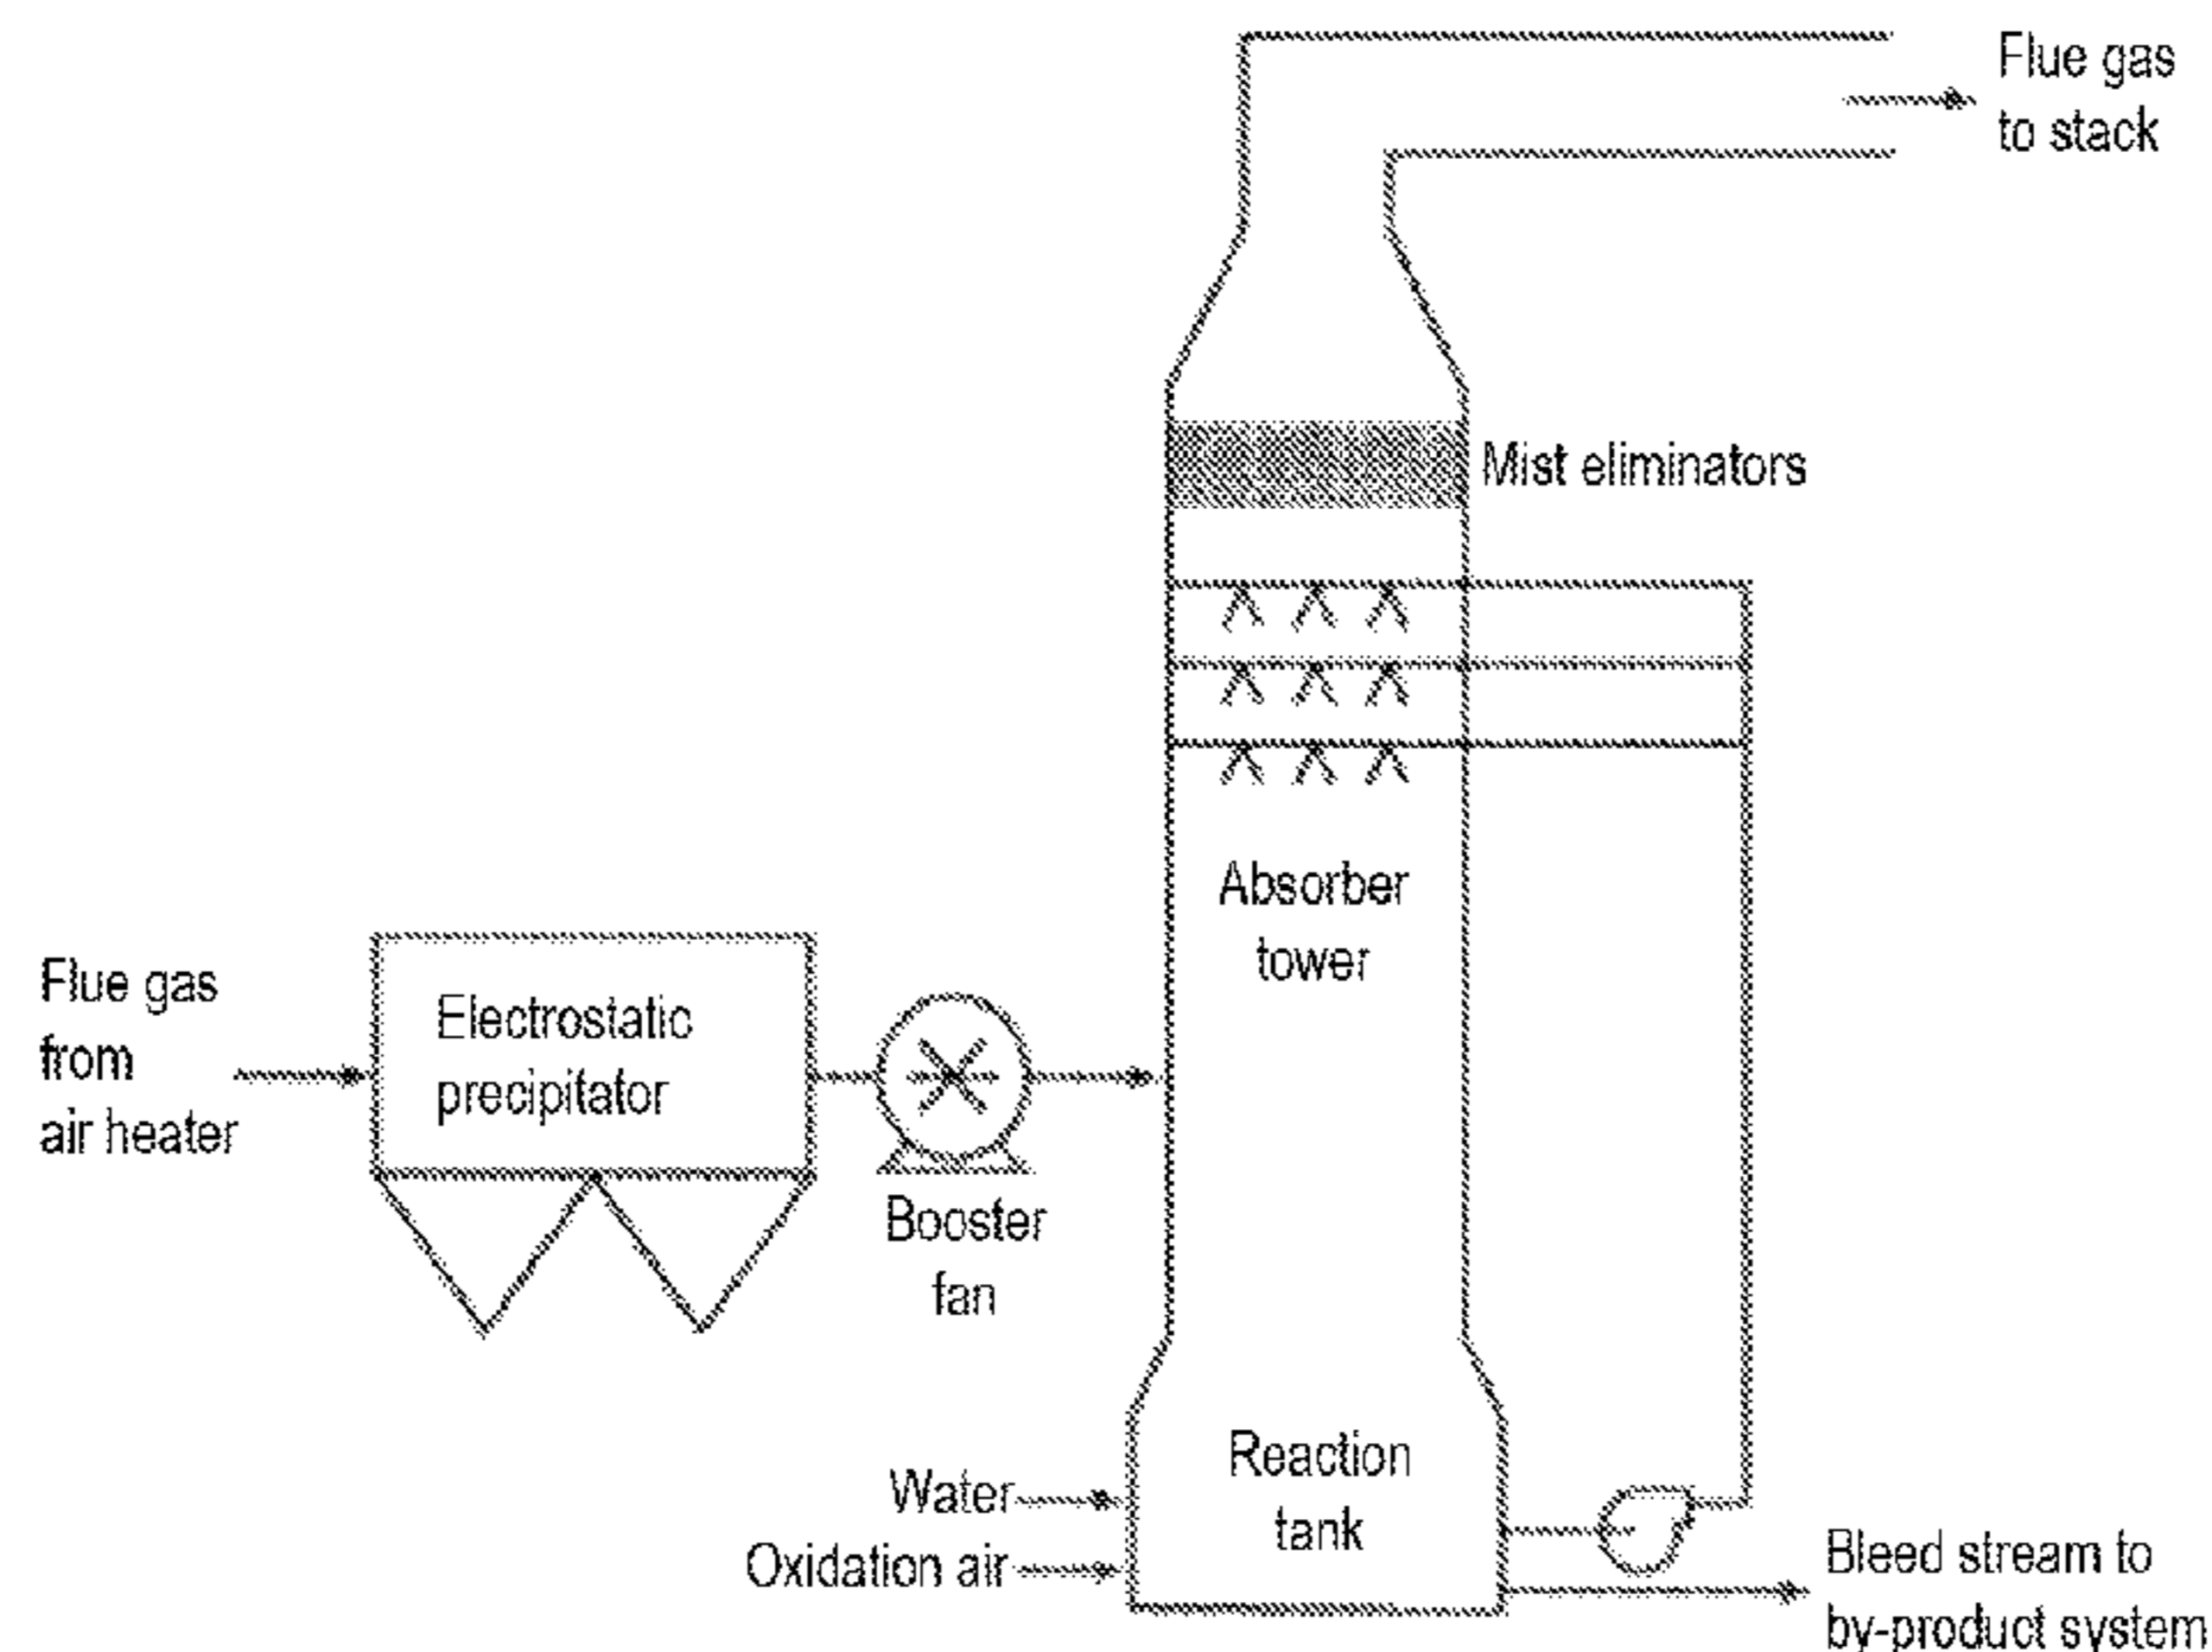 Flue gas
to stack
Mist eliminators
Absorber
tower
Flue gas
from
air heater
Electrostatic
precipitator
Booster
fan
Reaction
tank
Water
Oxidation air
Bleed stream to
by-product system